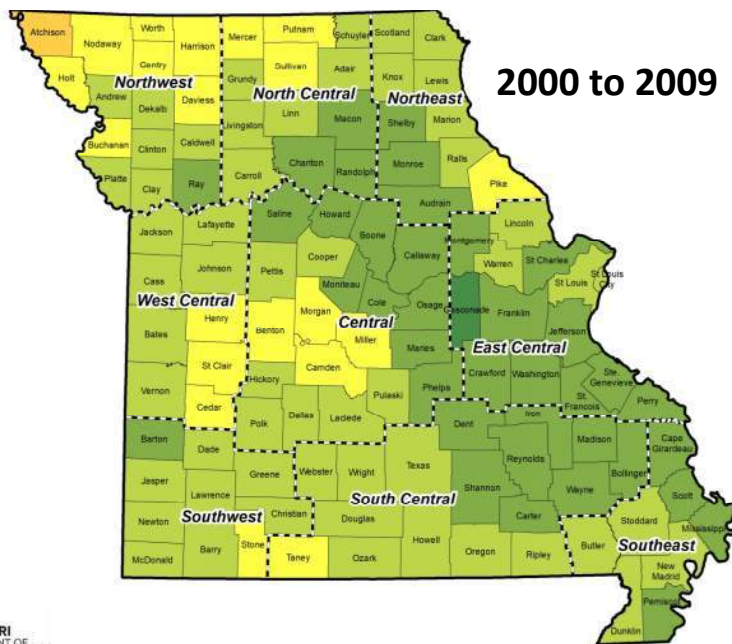 2000 to 2009
Atchison
Nodaway
Worth
Harrison
Mercer
Putnam
Schuyler
Scotland
Clark
Gentry
Sullivan
Adair
Knox
Lewis
Holt
Northwest
Grundy
North Central
Northeast
Andrew
Dekalb
Daviess
Linn
Macon
Shelby
Marion
Livingston
Buchanan
Clinton
Caldwell
Chariton
Monroe
Ralls
Platte
Clay
Ray
Carroll
Randolph
Pike
Audrain
Saline
Howard
Lincoln
Jackson
Lafayette
Boone
Callaway
Montgomery
Cooper
Warren
St Charles
St Louis
St Louis
City
Cass
Johnson
Pettis
Moniteau
West Central
Cole
Osage
Gasconade
Franklin
Morgan
Central
Henry
Benton
Miller
Jefferson
Bates
Maries
East Central
St Clair
Camden
Hickory
Crawford
Washington
Ste.
Genevieve
Vernon
Pulaski
Phelps
St.
Francois
Perry
Cedar
Dallas
Laclede
Polk
Dent
Iron
Barton
Dade
Madison
Cape
Girardeau
Texas
Reynolds
Bollinger
Jasper
Greene
Webster
Wright
Lawrence
South Central
Shannon
Wayne
Scott
Newton
Southwest
Christian
Douglas
Carter
Stoddard
Mississippi
Howell
Butler
Southeast
McDonald
Barry
Stone
Taney
Ozark
Oregon
Ripley
New
Madrid
Pemiscot
Dunklin
RI
NT OF